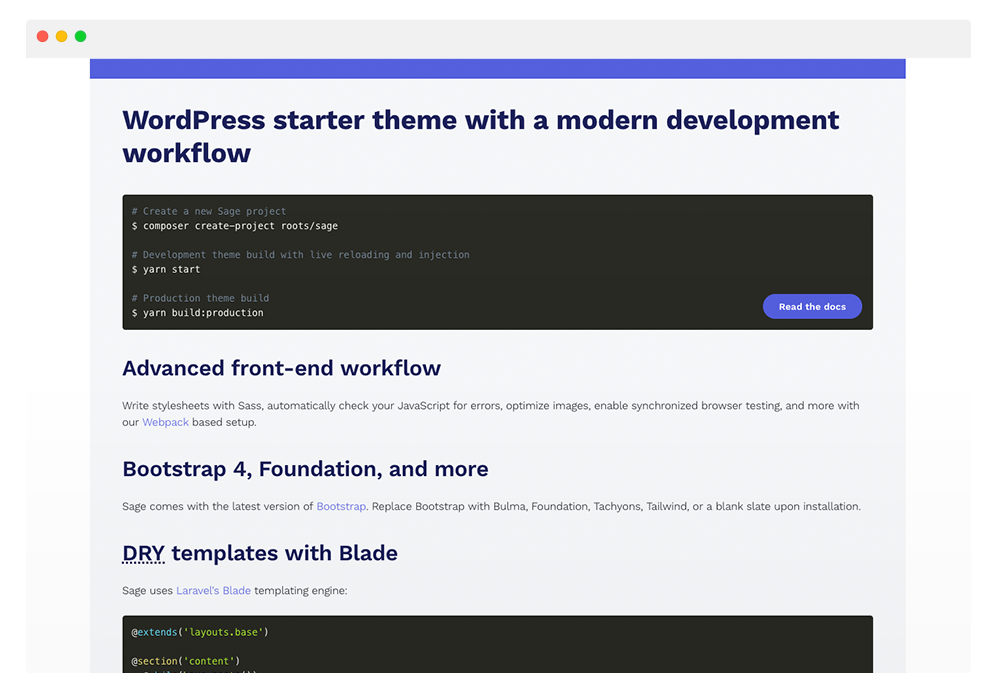 WordPress starter theme with a modern development
workflow
# Create a new Sage project
$ composer create-project roots/sage
# Development theme build with live reloading and injection
$ yarn start
# Production theme build
$ yarn build:production
Read the docs
Advanced front-end workflow
Write stylesheets with Sass, automatically check your JavaScript for errors, optimize images, enable synchronized browser testing, and more with
our Webpack based setup.
Bootstrap 4, Foundation, and more
Sage comes with the latest version of Bootstrap. Replace Bootstrap with Bulma, Foundation, Tachyons, Tailwind, or a blank slate upon installation.
DRY templates with Blade
Sage uses Laravel's Blade templating engine:
@extends('layouts.base')
@section('content')